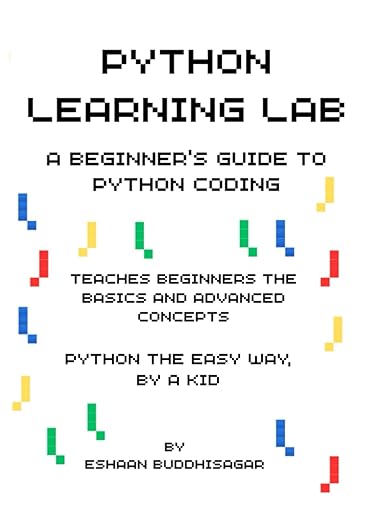 PYTHON
LEARNING LAB
A BEGINNER'S GUIDE TO
PYTHON CODING
TEACHES BEGINNERS THE
BASICS AND ADVANCED
CONCEPTS
PYTHON THE EASY WAY,
BY A KID
BY
ESHAAN BUDDHISAGAR